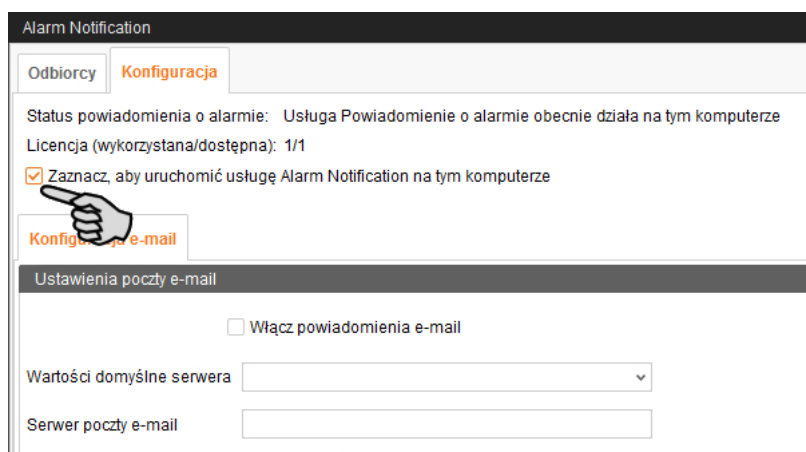 Alarm Notification
Odbiorcy Konfiguracja
Status powiadomienia o alarmie: Usługa Powiadomienie o alarmie obecnie działa na tym komputerze
Licencja (wykorzystana/dostępna): 1/1
Zaznacz, aby uruchomić usługę Alarm Notification na tym komputerze
e-mail
Ustawienia poczty e-mail
Włącz powiadomienia e-mail
Wartości domyślne serwera
Serwer poczty e-mail